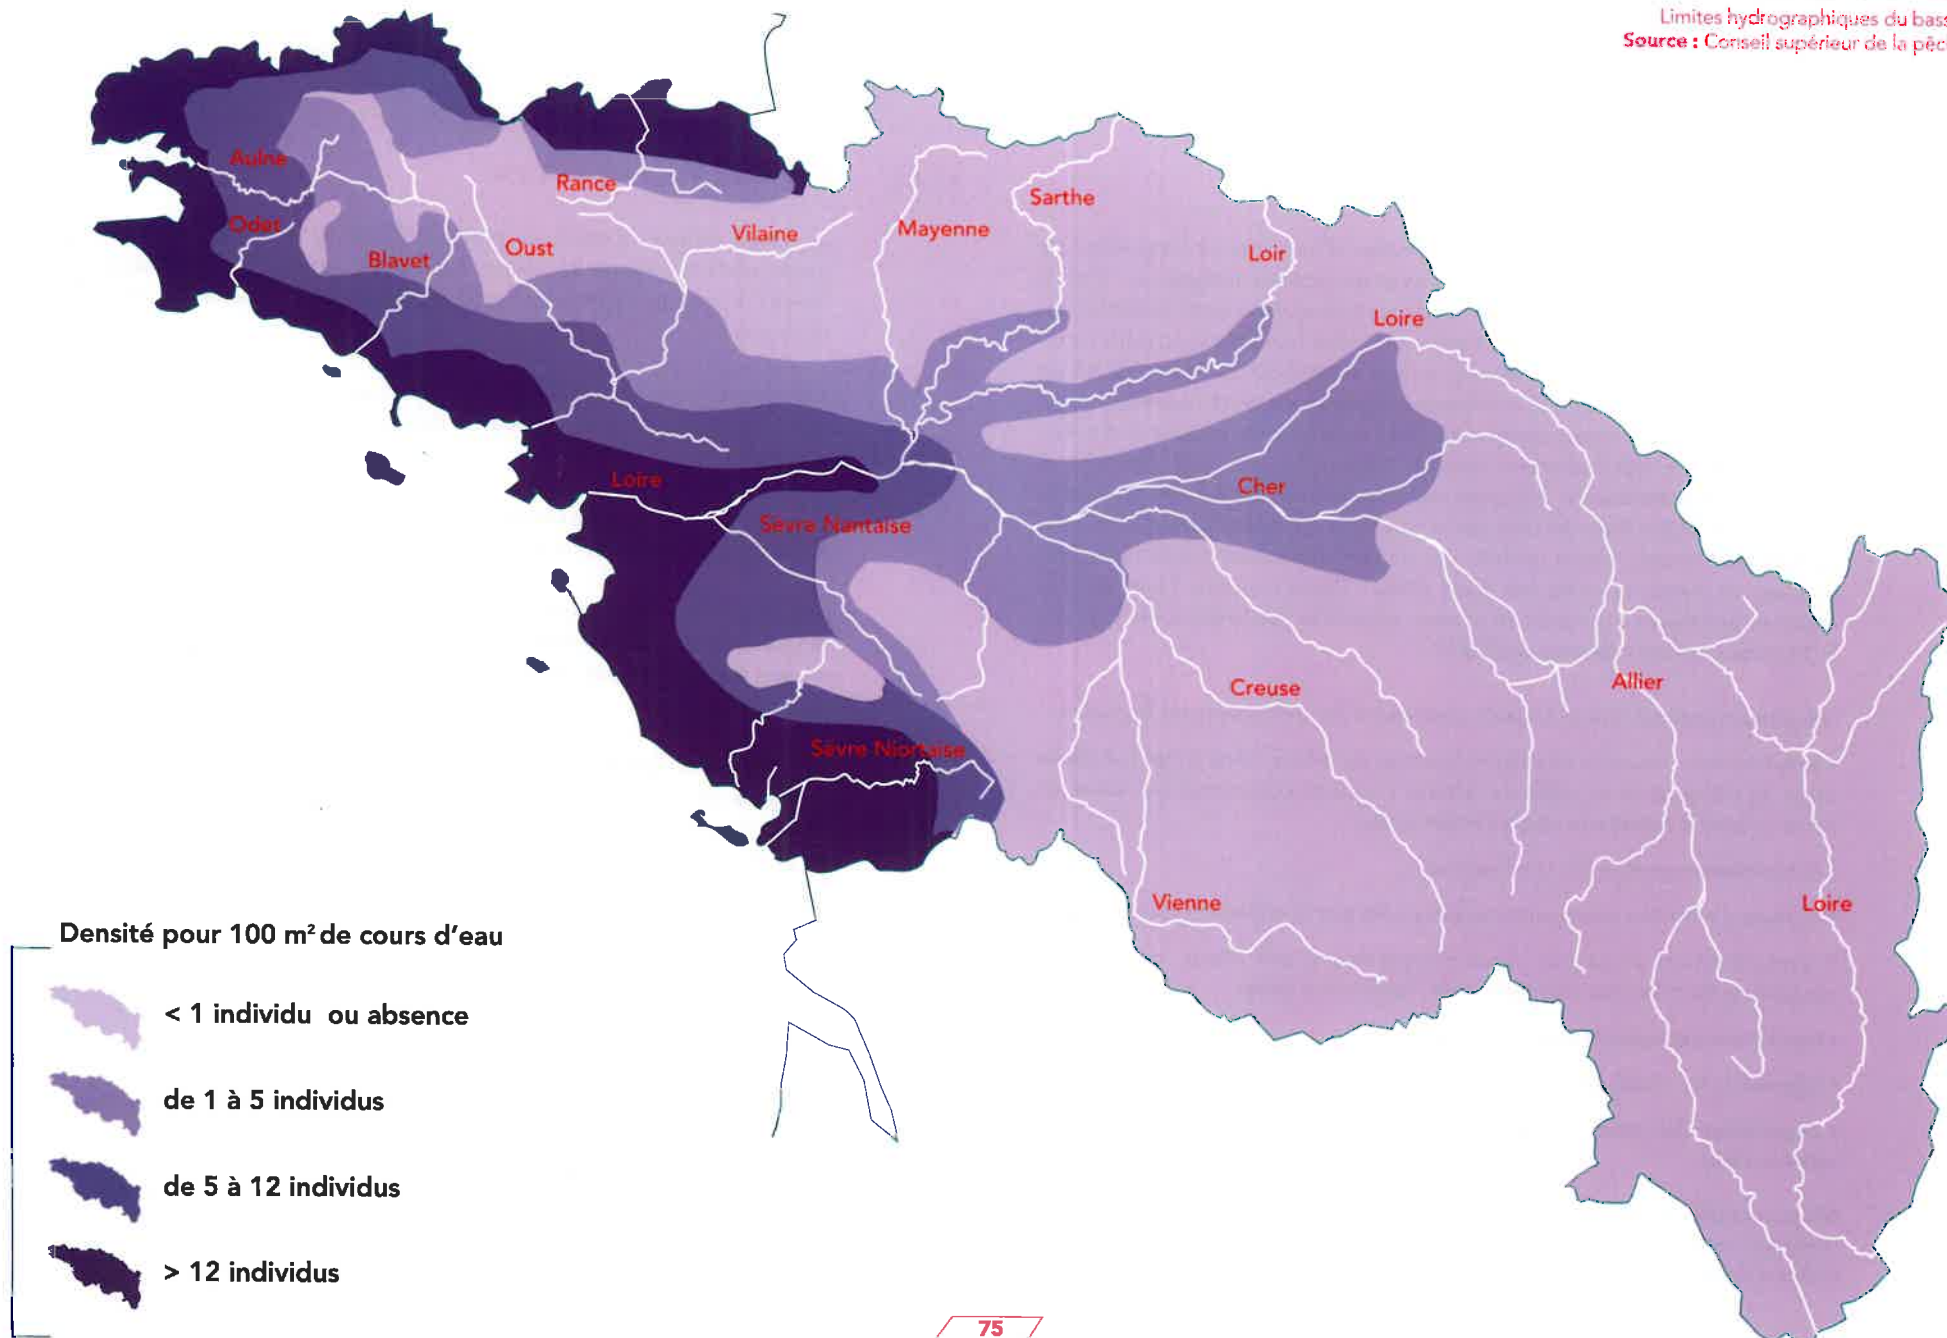 Limites hydrographiques du bass
Source : Conseil supérieur de la pêc
Aulne
Odet
Blavet
Oust
Rance
Vilaine
Mayenne
Sarthe
Loir
Loire
Loire
Cher
Sèvre Nantaise
Creuse
Allier
Sèvre Niortaise
Vienne
Loire
Densité pour 100 m² de cours d'eau
< 1 individu ou absence
de 1 à 5 individus
de 5 à 12 individus
> 12 individus
75